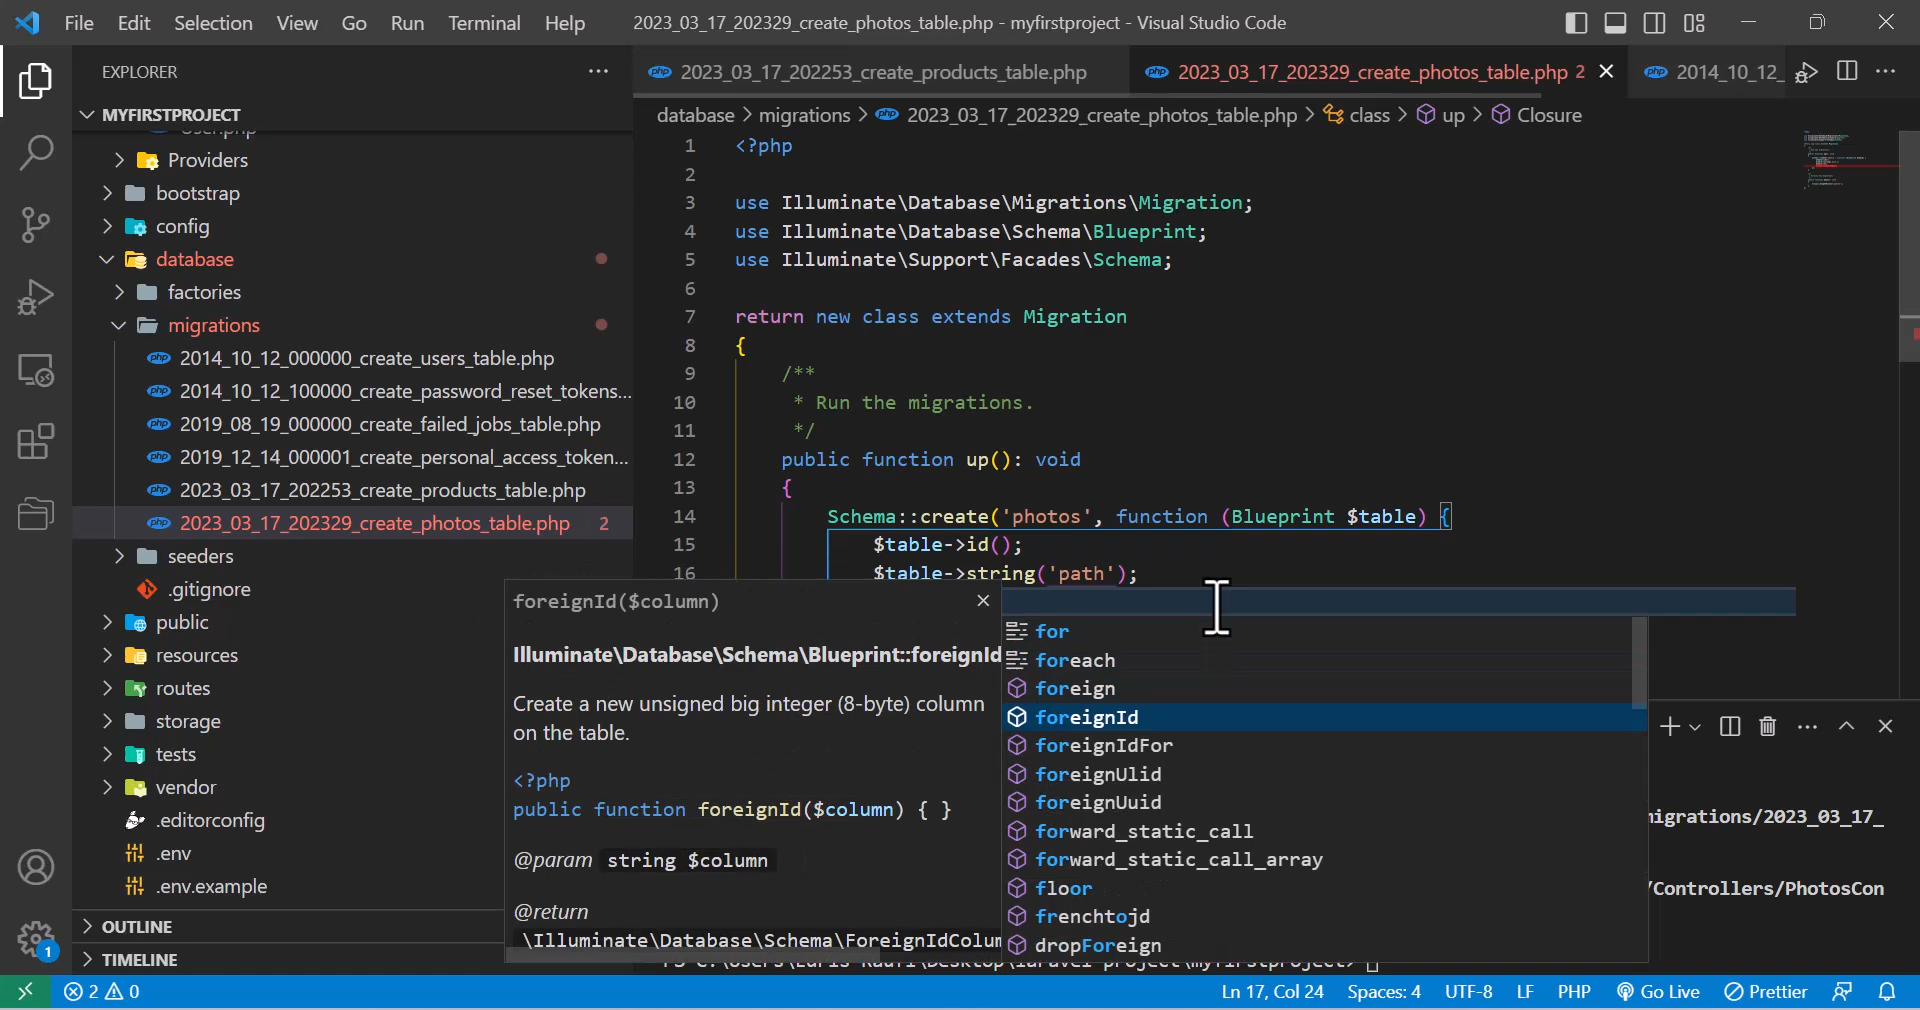 File Edit Selection View Go Run Terminal Help 2023_03_17_202329_create_photos_table.php - myfirstproject - Visual Studio Code
EXPLORER
MYFIRSTPROJECT
User.php
Providers
bootstrap
config
database
factories
migrations
2014_10_12_000000_create_users_table.php
2014_10_12_100000_create_password_reset_tokens...
2019_08_19_000000_create_failed_jobs_table.php
2019_12_14_000001_create_personal_access_token...
2023_03_17_202253_create_products_table.php
2023_03_17_202329_create_photos_table.php 2
seeders
.gitignore
public
resources
routes
storage
tests
vendor
.editorconfig
.env
.env.example
OUTLINE
TIMELINE
2023_03_17_202253_create_products_table.php 2023_03_17_202329_create_photos_table.php 2 2014_10_12_
database > migrations > 2023_03_17_202329_create_photos_table.php > class > up > Closure
1 <?php
2
3 use Illuminate\Database\Migrations\Migration;
4 use Illuminate\Database\Schema\Blueprint;
5 use Illuminate\Support\Facades\Schema;
6
7 return new class extends Migration
8 {
9 /**
10 * Run the migrations.
11 */
12 public function up(): void
13 {
14 Schema::create('photos', function (Blueprint $table) {
15 $table->id();
16 $table->string('path');
foreignId($column)
Illuminate\Database\Schema\Blueprint::foreignId
Create a new unsigned big integer (8-byte) column
on the table.
<?php
public function foreignId($column) { }
@param string $column
@return
\Illuminate\Database\Schema\ForeignIdColum
for
foreach
foreign
foreignId
foreignIdFor
foreignUlid
foreignUuid
forward_static_call
forward_static_call_array
floor
frenchtojd
dropForeign
migrations/2023_03_17_
/Controllers/PhotosCon
1
2 0 Ln 17, Col 24 Spaces: 4 UTF-8 LF PHP Go Live Prettier